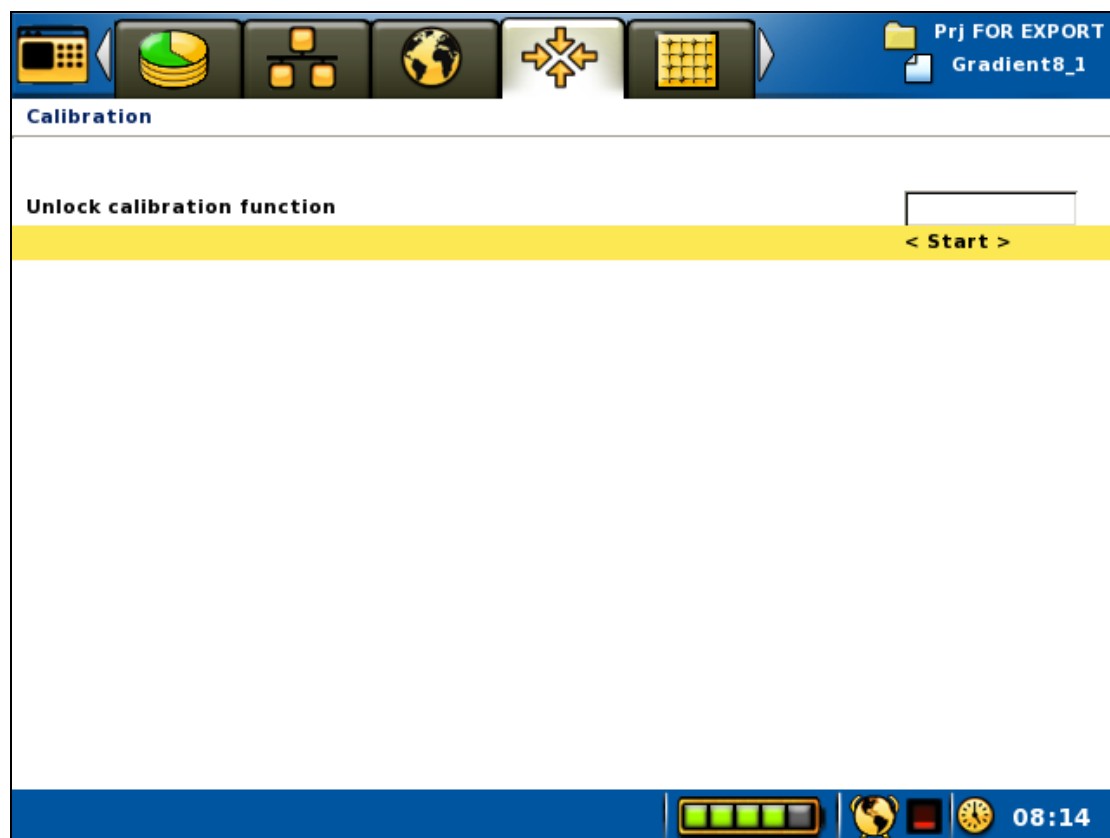 Prj FOR EXPORT
Gradient8_1
Calibration
Unlock calibration function
< Start >
08:14